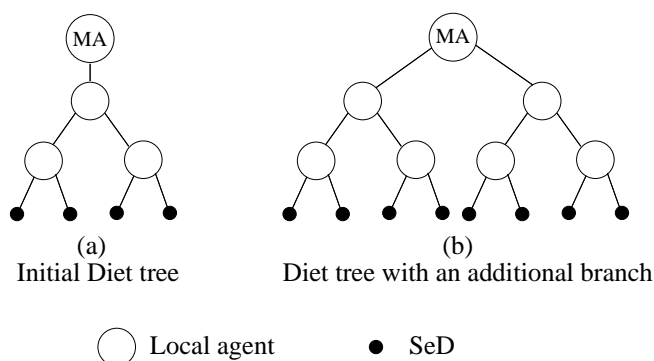 MA
MA
(a)
(b)
Initial Diet tree
Diet tree with an additional branch
Local agent
SeD